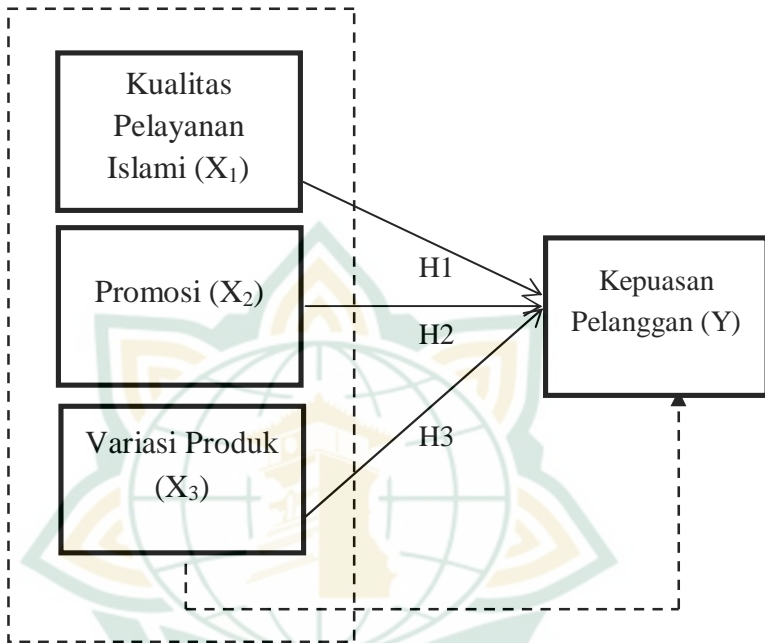 Kualitas
Pelayanan
Islami (X₁)
Promosi (X₂)
Variasi Produk
(X₃)
H1
H2
H3
Kepuasan
Pelanggan (Y)